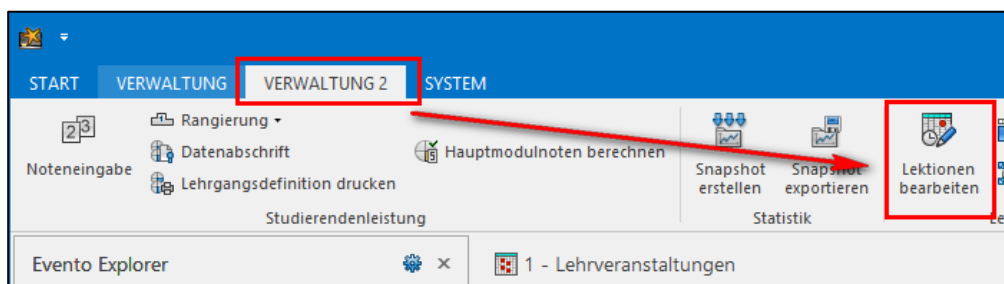 START VERWALTUNG VERWALTUNG 2 SYSTEM
Noteneingabe
Rangierung
Datenabschrift
Lehrgangsdefinition drucken
Hauptmodulnoten berechnen
Studierendenleistung
Snapshot
erstellen
Snapshot
exportieren
Statistik
Lektionen
bearbeiten
Le
Evento Explorer
1 - Lehrveranstaltungen